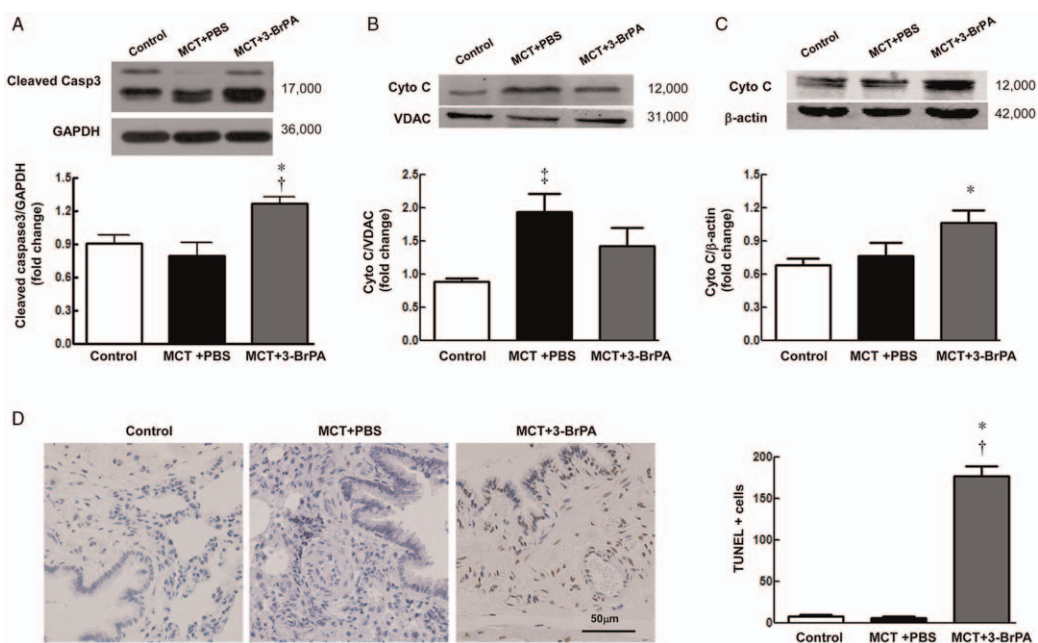 A
Control
MCT+PBS
MCT+3-BrPA
Cleaved Casp3
17,000
GAPDH
36,000
*
†
1.5
1.2
0.9
0.6
0.3
0.0
Cleaved caspase3/GAPDH
(fold change)
Control
MCT +PBS
MCT+3-BrPA
B
Control
MCT+PBS
MCT+3-BrPA
Cyto C
12,000
VDAC
31,000
‡
2.5
2.0
1.5
1.0
0.5
0.0
Cyto C/VDAC
(fold change)
Control
MCT +PBS
MCT+3-BrPA
C
Control
MCT+PBS
MCT+3-BrPA
Cyto C
12,000
β-actin
42,000
*
1.5
1.2
0.9
0.6
0.3
0.0
Cyto C/β-actin
(fold change)
Control
MCT +PBS
MCT+3-BrPA
D
Control
MCT+PBS
MCT+3-BrPA
50μm
*
†
200
150
100
50
0
TUNEL + cells
Control
MCT +PBS
MCT+3-BrPA